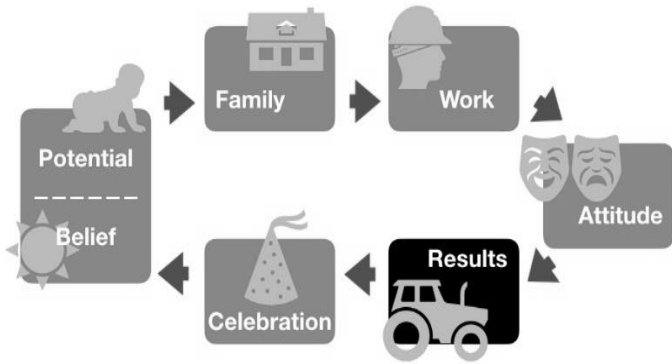 Potential
Belief
Family
Work
Attitude
Results
Celebration